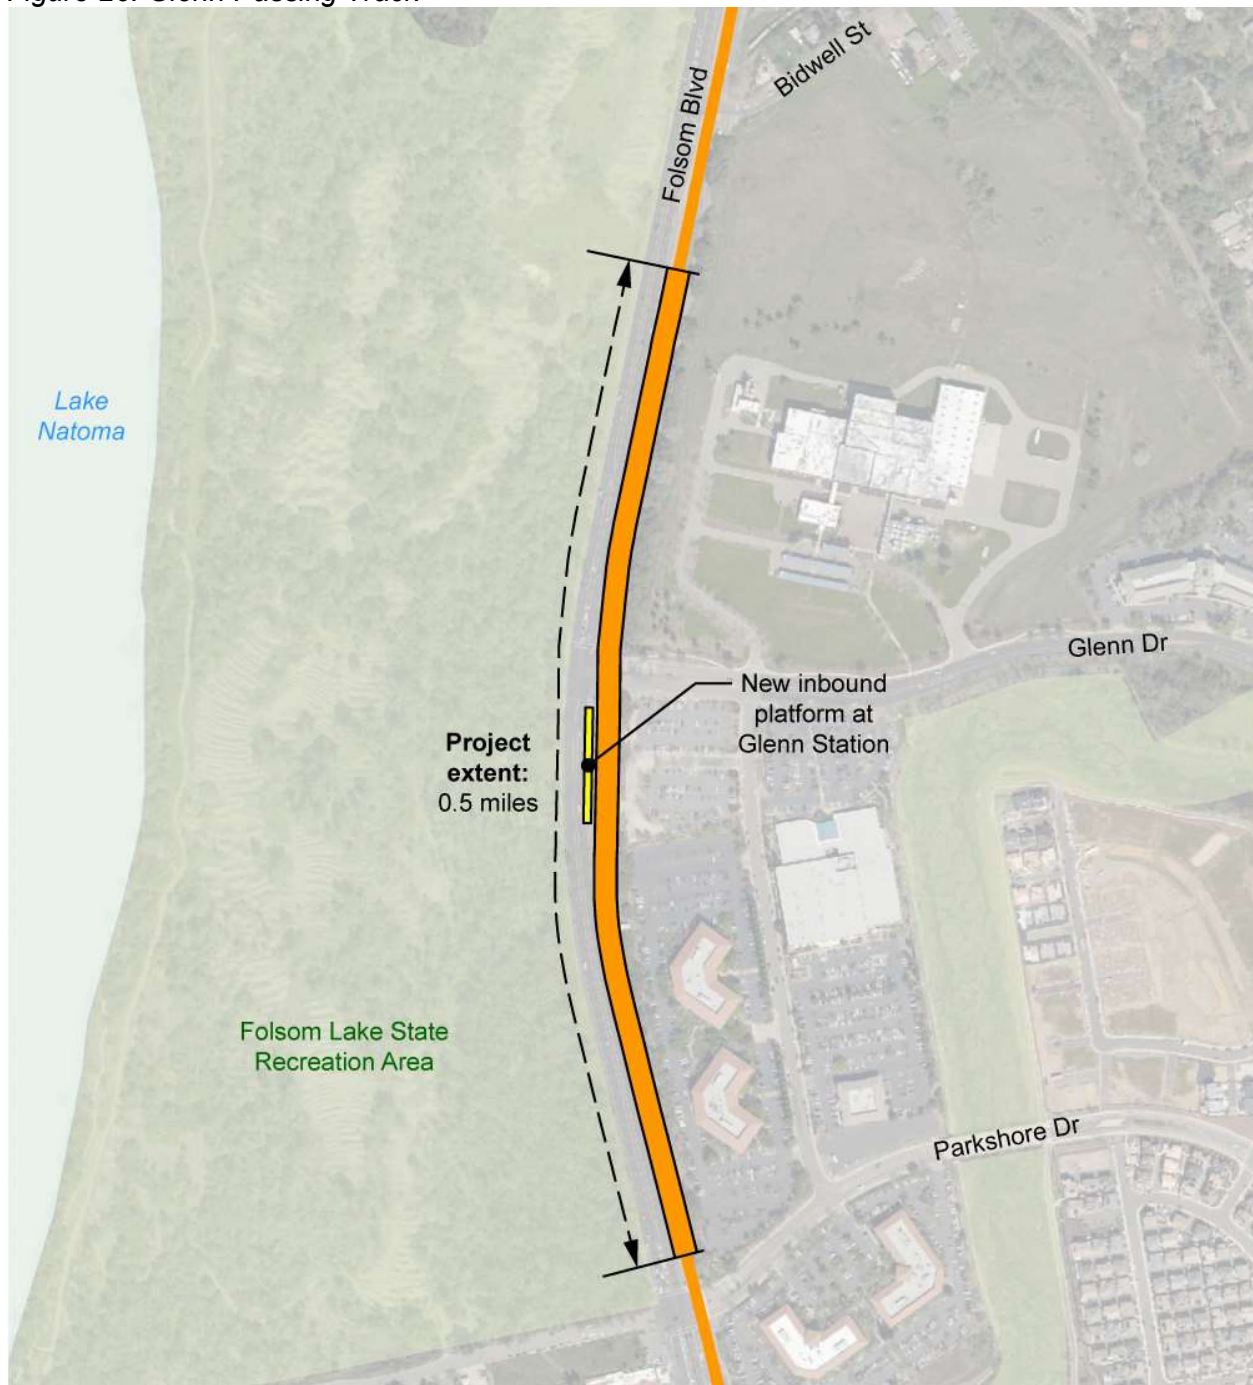 Bidwell St
Folsom Blvd
Lake
Natoma
Glenn Dr
New inbound
platform at
Glenn Station
Project
extent:
0.5 miles
Folsom Lake State
Recreation Area
Parkshore Dr